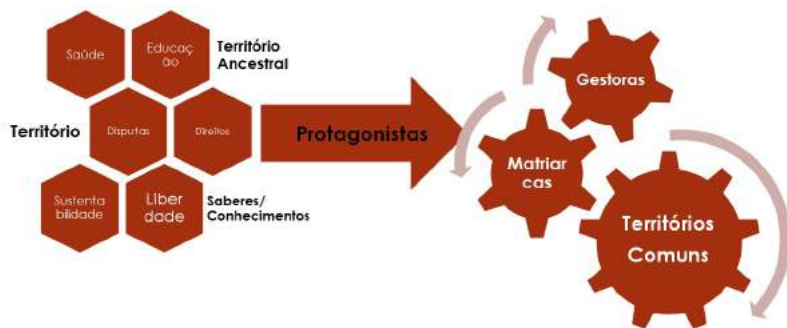 Saúde
Educaç
ão
Território
Ancestral
Território
Disputas
Direitos
Sustenta
bilidade
Liber
dade
Saberes/
Conhecimentos
Protagonistas
Gestoras
Matriar
cas
Territórios
Comuns